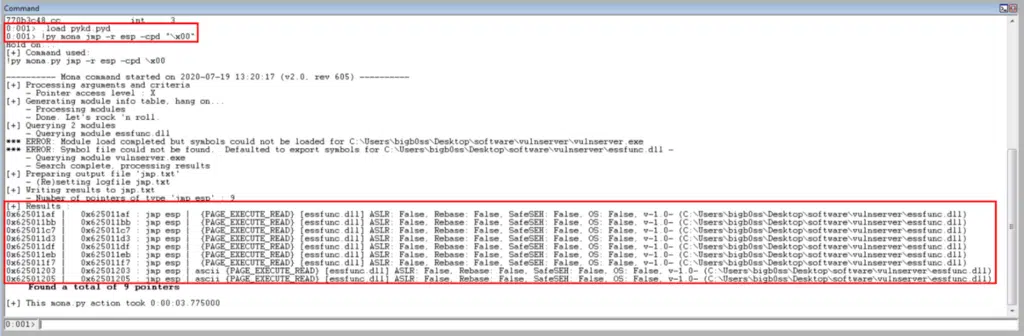 Command
770b3c48 cc int 3
0:001> .load pykd.pyd
0:001> !py mona jmp -r esp -cpd "\x00"
Hold on...
[+] Command used:
!py mona.py jmp -r esp -cpd \x00
---------- Mona command started on 2020-07-19 13:20:17 (v2.0, rev 605) ----------
[+] Processing arguments and criteria
- Pointer access level : X
[+] Generating module info table, hang on...
- Processing modules
- Done. Let's rock 'n roll.
[+] Querying 2 modules
- Querying module essfunc.dll
*** ERROR: Module load completed but symbols could not be loaded for C:\Users\bigb0ss\Desktop\software\vulnserver\vulnserver.exe
*** ERROR: Symbol file could not be found. Defaulted to export symbols for C:\Users\bigb0ss\Desktop\software\vulnserver\essfunc.dll -
- Querying module vulnserver.exe
- Search complete, processing results
[+] Preparing output file 'jmp.txt'
- (Re)setting logfile jmp.txt
[+] Writing results to jmp.txt
- Number of pointers of type 'jmp esp' : 9
[+] Results :
0x625011af | 0x625011af : jmp esp | {PAGE_EXECUTE_READ} [essfunc.dll] ASLR: False, Rebase: False, SafeSEH: False, OS: False, v-1.0- (C:\Users\bigb0ss\Desktop\software\vulnserver\essfunc.dll)
0x625011bb | 0x625011bb : jmp esp | {PAGE_EXECUTE_READ} [essfunc.dll] ASLR: False, Rebase: False, SafeSEH: False, OS: False, v-1.0- (C:\Users\bigb0ss\Desktop\software\vulnserver\essfunc.dll)
0x625011c7 | 0x625011c7 : jmp esp | {PAGE_EXECUTE_READ} [essfunc.dll] ASLR: False, Rebase: False, SafeSEH: False, OS: False, v-1.0- (C:\Users\bigb0ss\Desktop\software\vulnserver\essfunc.dll)
0x625011d3 | 0x625011d3 : jmp esp | {PAGE_EXECUTE_READ} [essfunc.dll] ASLR: False, Rebase: False, SafeSEH: False, OS: False, v-1.0- (C:\Users\bigb0ss\Desktop\software\vulnserver\essfunc.dll)
0x625011df | 0x625011df : jmp esp | {PAGE_EXECUTE_READ} [essfunc.dll] ASLR: False, Rebase: False, SafeSEH: False, OS: False, v-1.0- (C:\Users\bigb0ss\Desktop\software\vulnserver\essfunc.dll)
0x625011eb | 0x625011eb : jmp esp | {PAGE_EXECUTE_READ} [essfunc.dll] ASLR: False, Rebase: False, SafeSEH: False, OS: False, v-1.0- (C:\Users\bigb0ss\Desktop\software\vulnserver\essfunc.dll)
0x625011f7 | 0x625011f7 : jmp esp | {PAGE_EXECUTE_READ} [essfunc.dll] ASLR: False, Rebase: False, SafeSEH: False, OS: False, v-1.0- (C:\Users\bigb0ss\Desktop\software\vulnserver\essfunc.dll)
0x62501203 | 0x62501203 : jmp esp | ascii {PAGE_EXECUTE_READ} [essfunc.dll] ASLR: False, Rebase: False, SafeSEH: False, OS: False, v-1.0- (C:\Users\bigb0ss\Desktop\software\vulnserver\essfunc.dll)
0x62501205 | 0x62501205 : jmp esp | ascii {PAGE_EXECUTE_READ} [essfunc.dll] ASLR: False, Rebase: False, SafeSEH: False, OS: False, v-1.0- (C:\Users\bigb0ss\Desktop\software\vulnserver\essfunc.dll)
Found a total of 9 pointers
[+] This mona.py action took 0:00:03.775000
0:001>